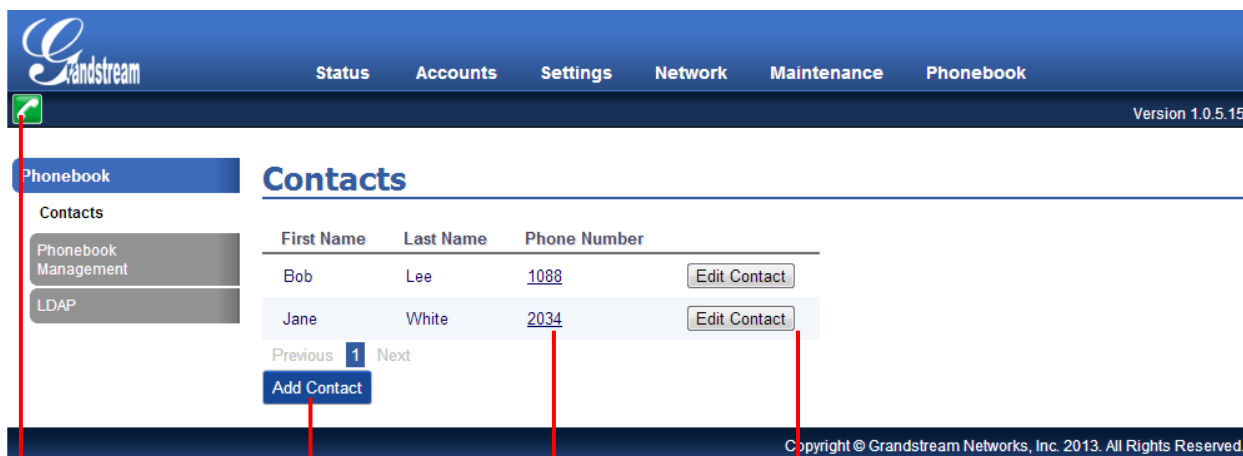 Grandstream
Status Accounts Settings Network Maintenance Phonebook
Version 1.0.5.15
Phonebook
Contacts
Phonebook
Management
LDAP
Contacts
First Name Last Name Phone Number
Bob Lee 1088 Edit Contact
Jane White 2034 Edit Contact
Previous 1 Next
Add Contact
Copyright © Grandstream Networks, Inc. 2013. All Rights Reserved.